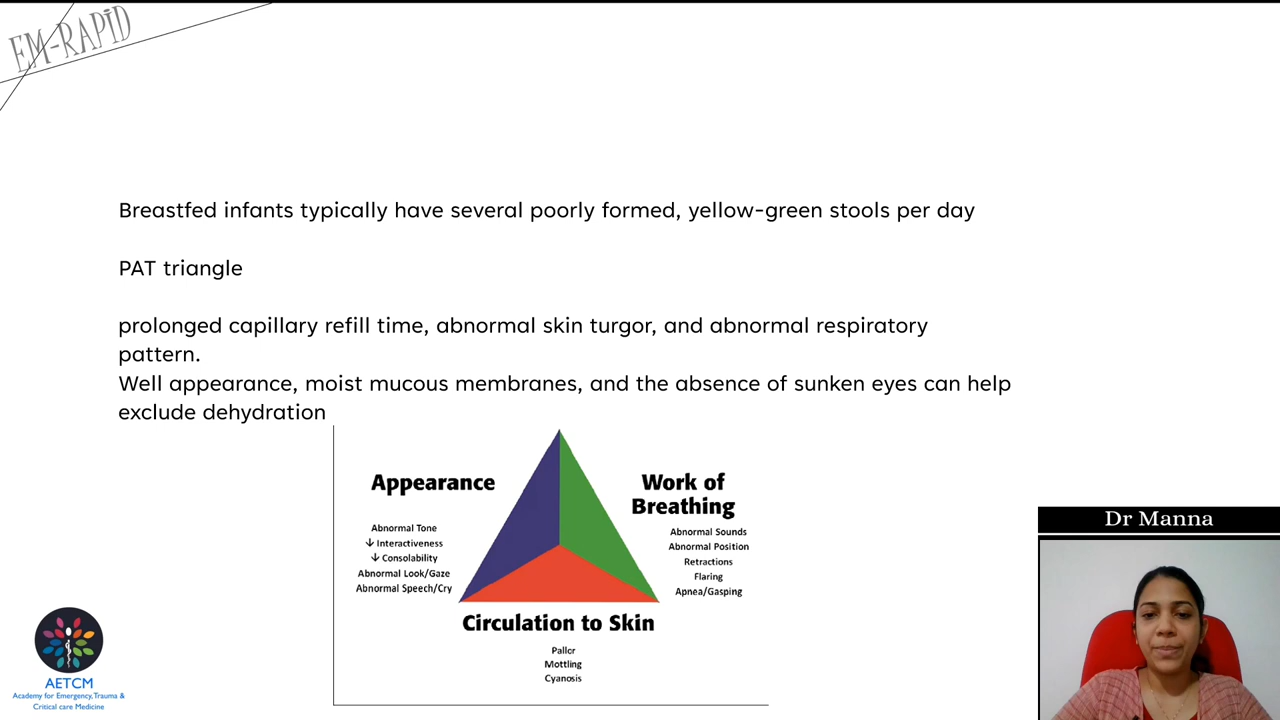 EM-RAPiD
Breastfed infants typically have several poorly formed, yellow-green stools per day
PAT triangle
prolonged capillary refill time, abnormal skin turgor, and abnormal respiratory
pattern.
Well appearance, moist mucous membranes, and the absence of sunken eyes can help
exclude dehydration
Appearance
Abnormal Tone
↓ Interactiveness
↓ Consolability
Abnormal Look/Gaze
Abnormal Speech/Cry
Work of
Breathing
Abnormal Sounds
Abnormal Position
Retractions
Flaring
Apnea/Gasping
Circulation to Skin
Pallor
Mottling
Cyanosis
Dr Manna
AETCM
Academy for Emergency, Trauma &
Critical care Medicine